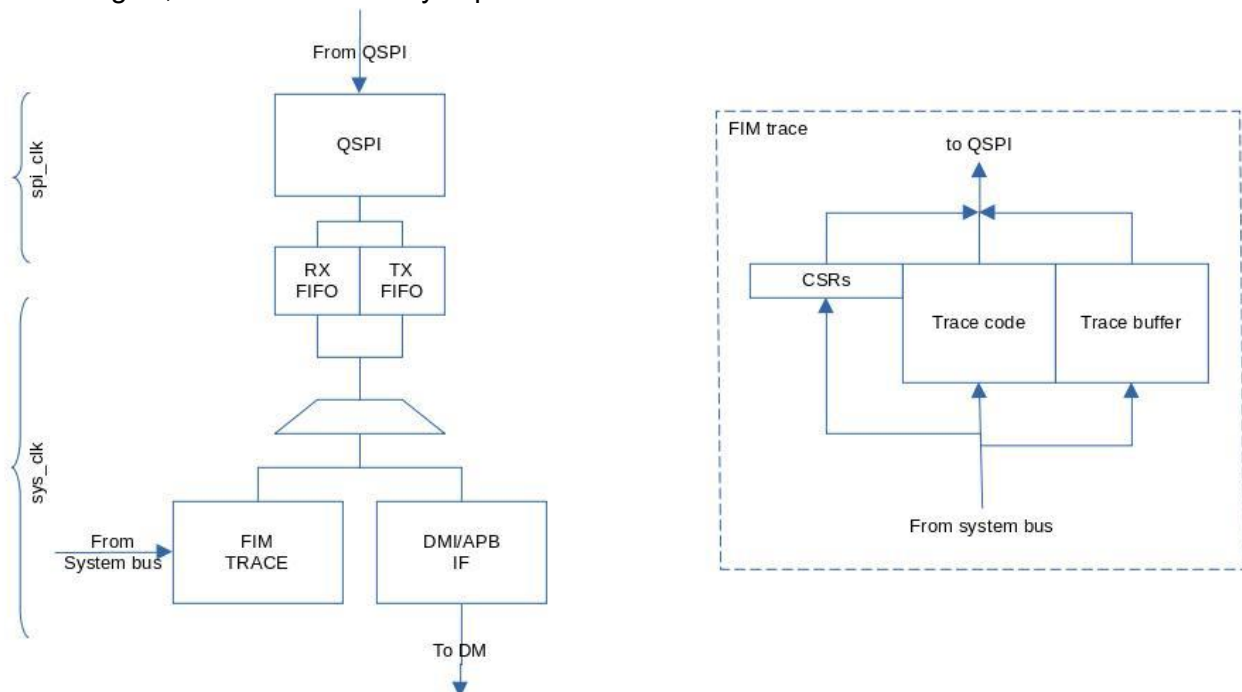 From QSPI
QSPI
spi_clk
RX
FIFO
TX
FIFO
sys_clk
From
System bus
FIM
TRACE
DMI/APB
IF
To DM
FIM trace
to QSPI
CSRs
Trace code
Trace buffer
From system bus